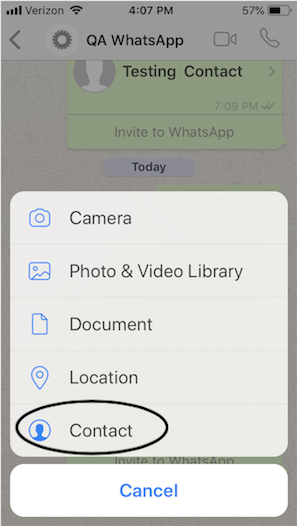 Verizon 4:07 PM 57%
QA WhatsApp
Testing Contact
7:09 PM
Invite to WhatsApp
Today
Camera
Photo & Video Library
Document
Location
Contact
Invite to WhatsApp
Cancel